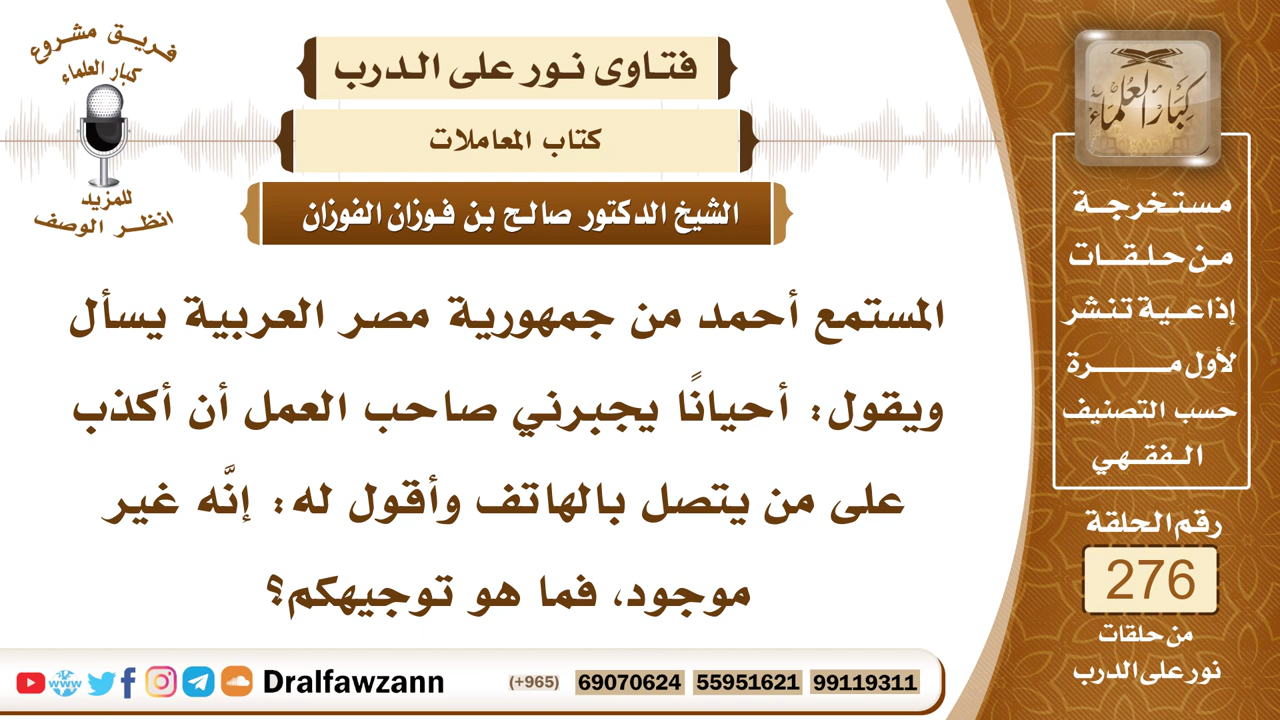 فريق مشروع
كبار العلماء
للمزيد
انظر الوصف
فتاوى نور على الدرب
كتاب المعاملات
الشيخ الدكتور صالح بن فوزان الفوزان
المستمع أحمد من جمهورية مصر العربية يسأل
ويقول: أحيانًا يجبرني صاحب العمل أن أكذب
على من يتصل بالهاتف وأقول له: إنَّه غير
موجود، فما هو توجيهكم؟
كبار العلماء
مستخرجة
من حلقات
إذاعية تنشر
لأول مرة
حسب التصنيف
الفقهي
رقم الحلقة
276
من حلقات
نور على الدرب
www
Dralfawzann (+965) 69070624 55951621 99119311